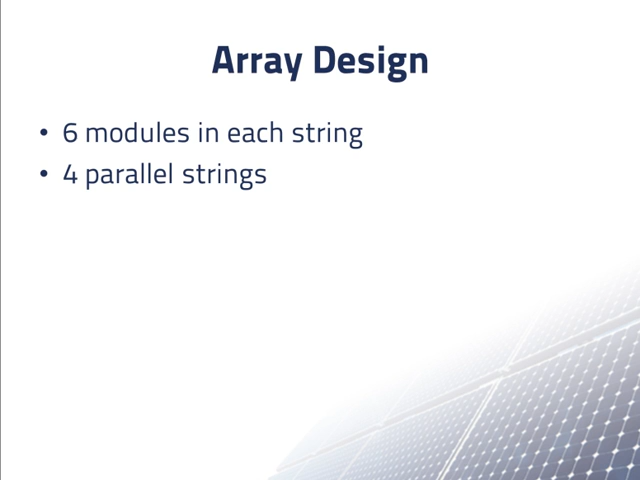 Array Design
• 6 modules in each string
• 4 parallel strings